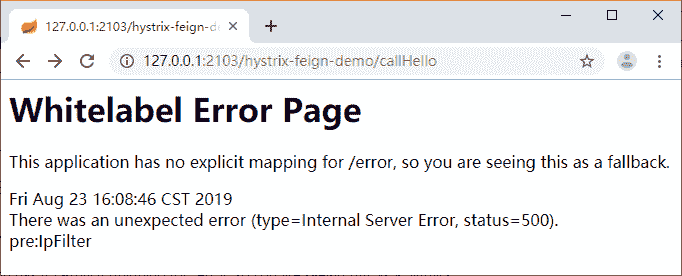 127.0.0.1:2103/hystrix-feign-d
127.0.0.1:2103/hystrix-feign-demo/callHello
Whitelabel Error Page
This application has no explicit mapping for /error, so you are seeing this as a fallback.
Fri Aug 23 16:08:46 CST 2019
There was an unexpected error (type=Internal Server Error, status=500).
pre:IpFilter